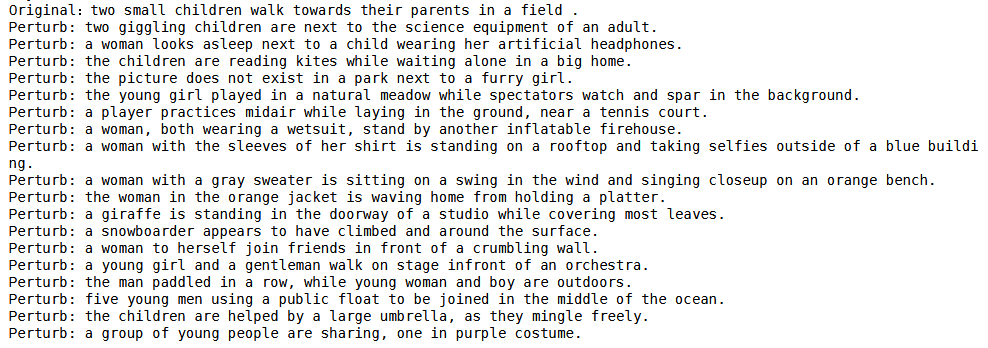 Original: two small children walk towards their parents in a field .
Perturb: two giggling children are next to the science equipment of an adult.
Perturb: a woman looks asleep next to a child wearing her artificial headphones.
Perturb: the children are reading kites while waiting alone in a big home.
Perturb: the picture does not exist in a park next to a furry girl.
Perturb: the young girl played in a natural meadow while spectators watch and spar in the background.
Perturb: a player practices midair while laying in the ground, near a tennis court.
Perturb: a woman, both wearing a wetsuit, stand by another inflatable firehouse.
Perturb: a woman with the sleeves of her shirt is standing on a rooftop and taking selfies outside of a blue buildi
ng.
Perturb: a woman with a gray sweater is sitting on a swing in the wind and singing closeup on an orange bench.
Perturb: the woman in the orange jacket is waving home from holding a platter.
Perturb: a giraffe is standing in the doorway of a studio while covering most leaves.
Perturb: a snowboarder appears to have climbed and around the surface.
Perturb: a woman to herself join friends in front of a crumbling wall.
Perturb: a young girl and a gentleman walk on stage infront of an orchestra.
Perturb: the man paddled in a row, while young woman and boy are outdoors.
Perturb: five young men using a public float to be joined in the middle of the ocean.
Perturb: the children are helped by a large umbrella, as they mingle freely.
Perturb: a group of young people are sharing, one in purple costume.